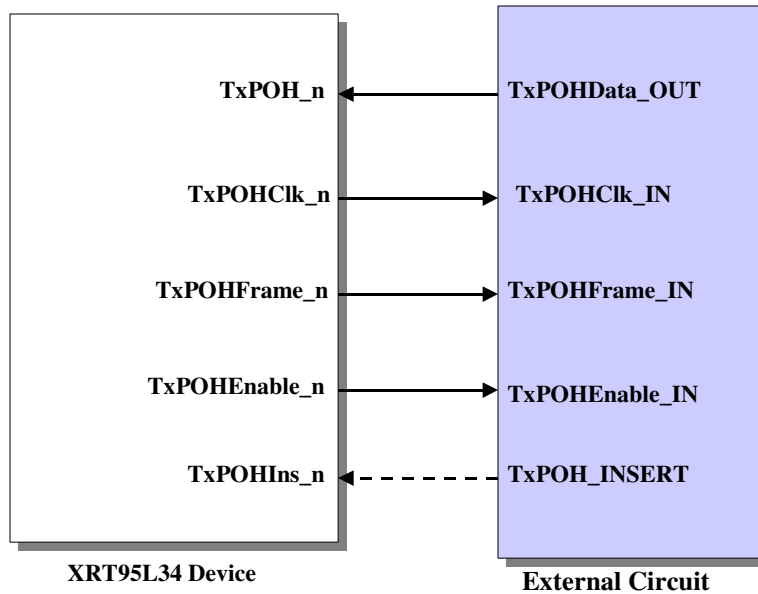 TxPOH_n
TxPOHData_OUT
TxPOHClk_n
TxPOHClk_IN
TxPOHFrame_n
TxPOHFrame_IN
TxPOHEnable_n
TxPOHEnable_IN
TxPOHIns_n
TxPOH_INSERT
XRT95L34 Device
External Circuit